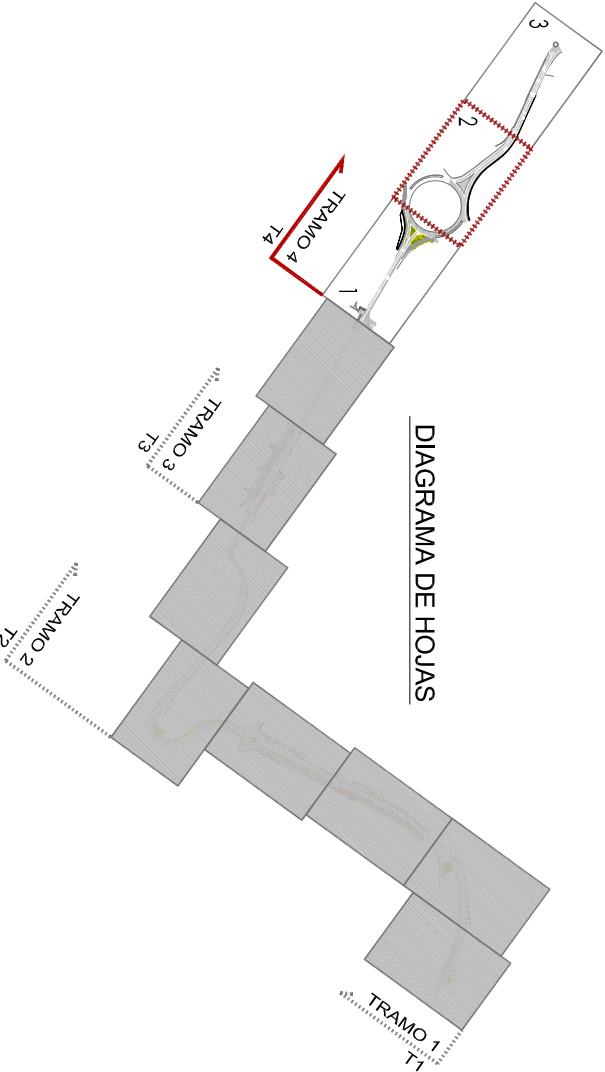 DIAGRAMA DE HOJAS
3
2
1
TRAMO 4
T4
TRAMO 3
T3
TRAMO 2
T2
TRAMO 1
T1